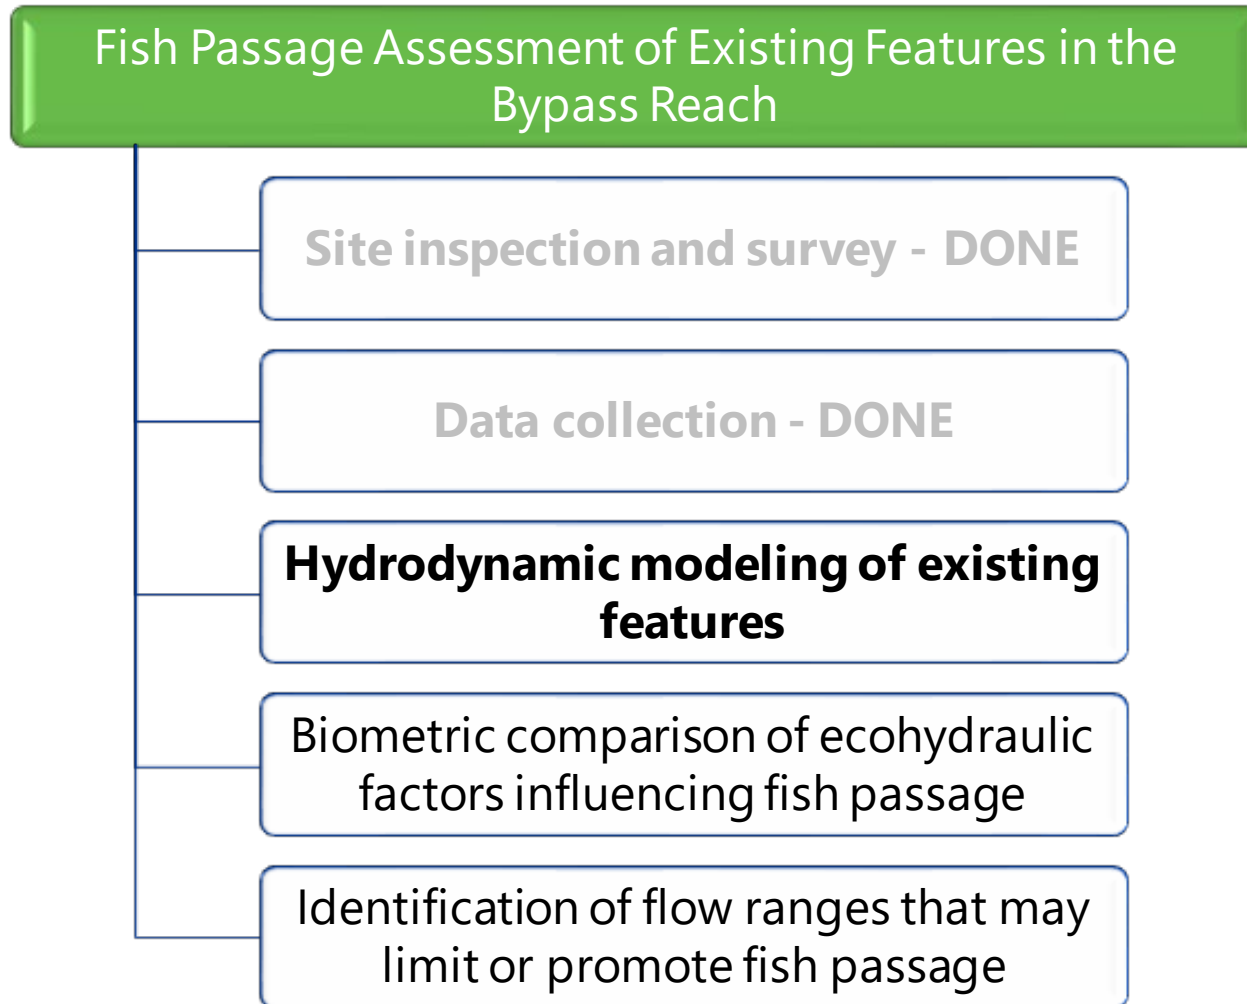 Fish Passage Assessment of Existing Features in the
Bypass Reach
Site inspection and survey - DONE
Data collection - DONE
Hydrodynamic modeling of existing
features
Biometric comparison of ecohydraulic
factors influencing fish passage
Identification of flow ranges that may
limit or promote fish passage